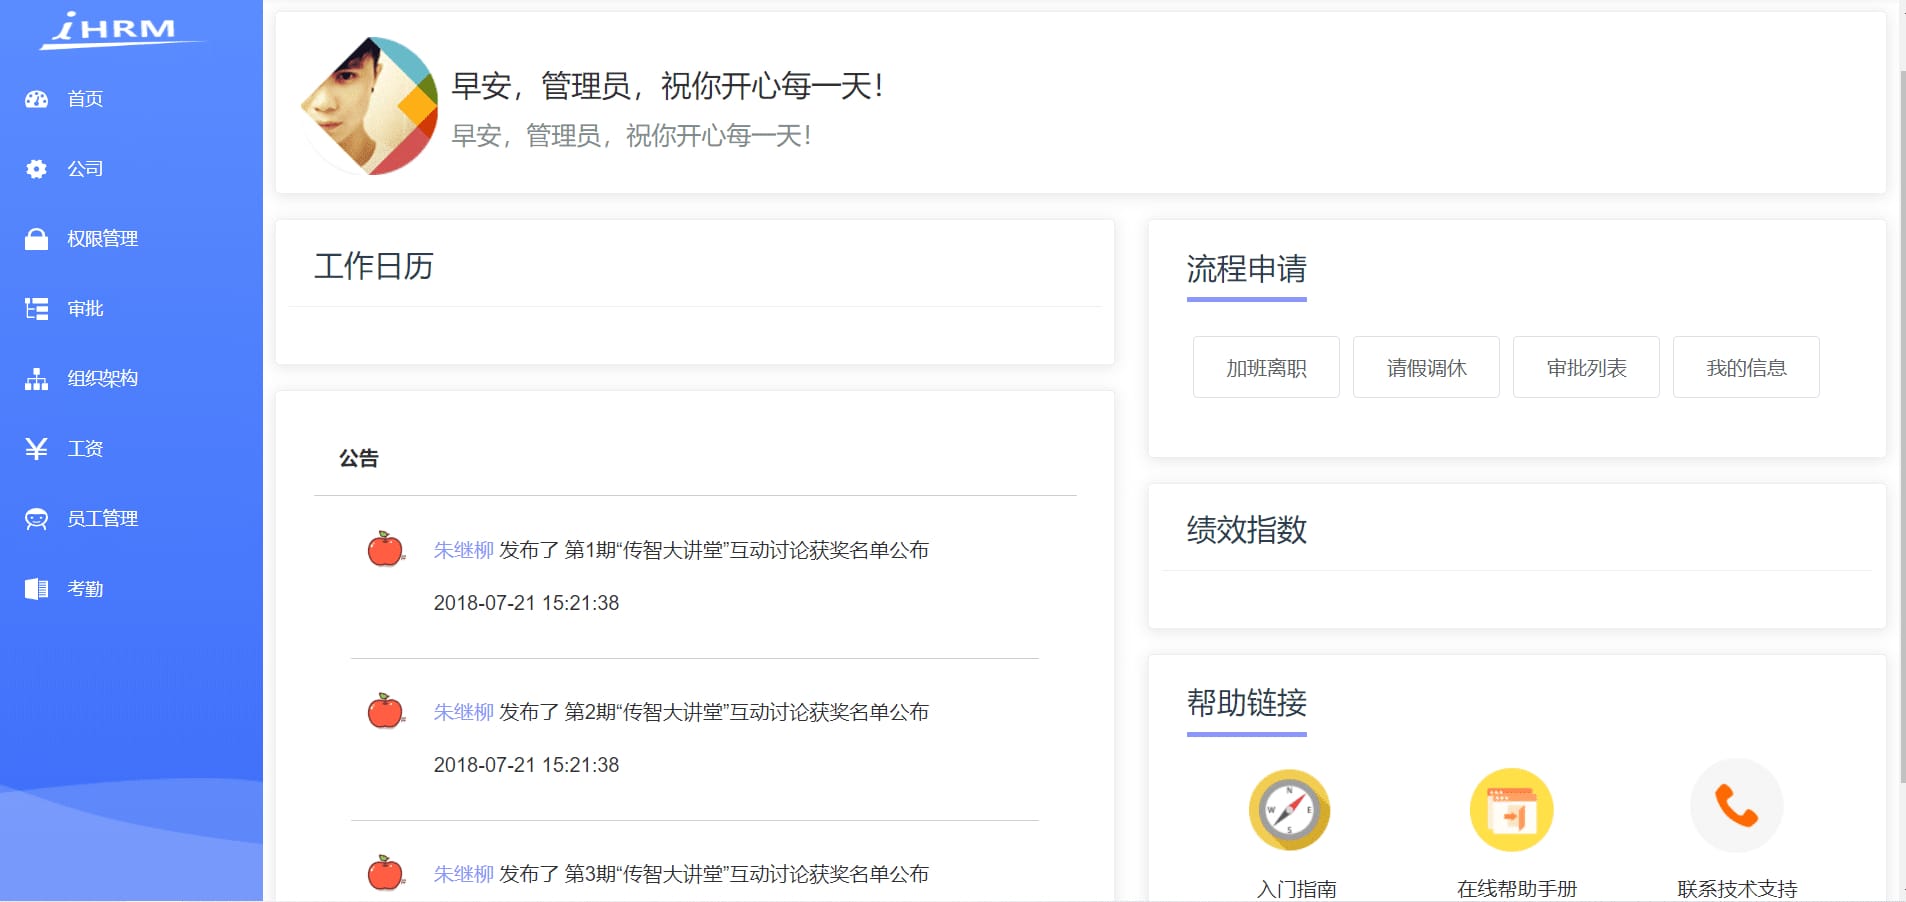 iHRM
首页
公司
权限管理
审批
组织架构
工资
员工管理
考勤
早安，管理员，祝你开心每一天！
早安，管理员，祝你开心每一天！
工作日历
公告
朱继柳 发布了 第1期“传智大讲堂”互动讨论获奖名单公布
2018-07-21 15:21:38
朱继柳 发布了 第2期“传智大讲堂”互动讨论获奖名单公布
2018-07-21 15:21:38
朱继柳 发布了 第3期“传智大讲堂”互动讨论获奖名单公布
流程申请
加班离职 请假调休 审批列表 我的信息
绩效指数
帮助链接
N
W E
S
入门指南 在线帮助手册 联系技术支持